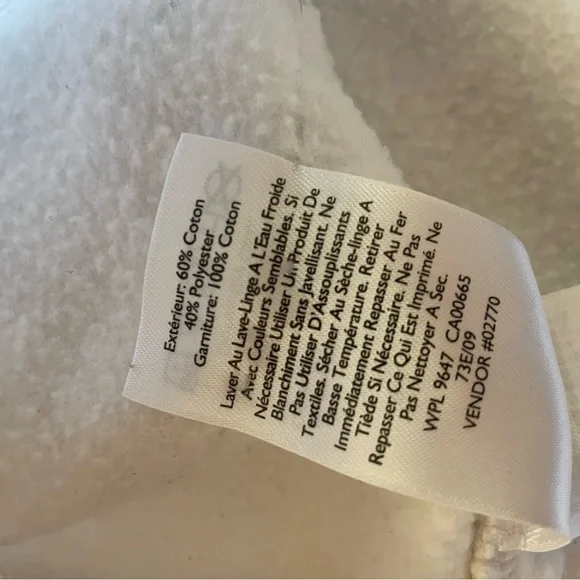 Extérieur: 60% Coton
40% Polyester
Garniture: 100% Coton
Laver Au Lave-Linge A L'Eau Froide
Avec Couleurs Semblables. Si
Nécessaire Utiliser Un Produit De
Blanchiment Sans Javellisant. Ne
Pas Utiliser D'Assouplissants
Textiles. Sécher Au Sèche-linge A
Basse Température. Retirer
Immédiatement Repasser Au Fer
Tiède Si Nécessaire. Ne Pas
Repasser Ce Qui Est Imprimé. Ne
Pas Nettoyer A Sec.
WPL 9647 CA00665
73E/09
VENDOR #02770